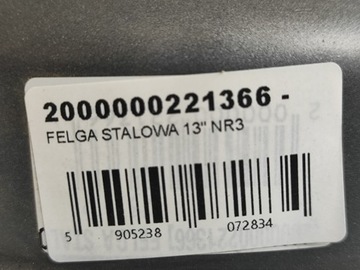 2000000221366 -
FELGA STALOWA 13" NR3
5 905238 072834